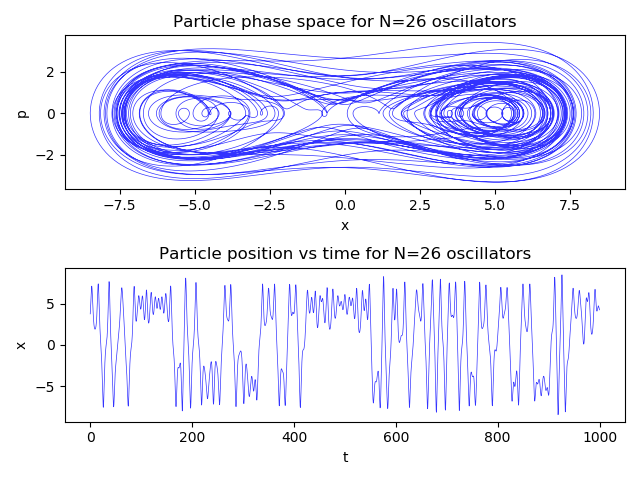 Particle phase space for N=26 oscillators
2
0
−2
p
−7.5 −5.0 −2.5 0.0 2.5 5.0 7.5
x
Particle position vs time for N=26 oscillators
5
0
−5
x
0 200 400 600 800 1000
t